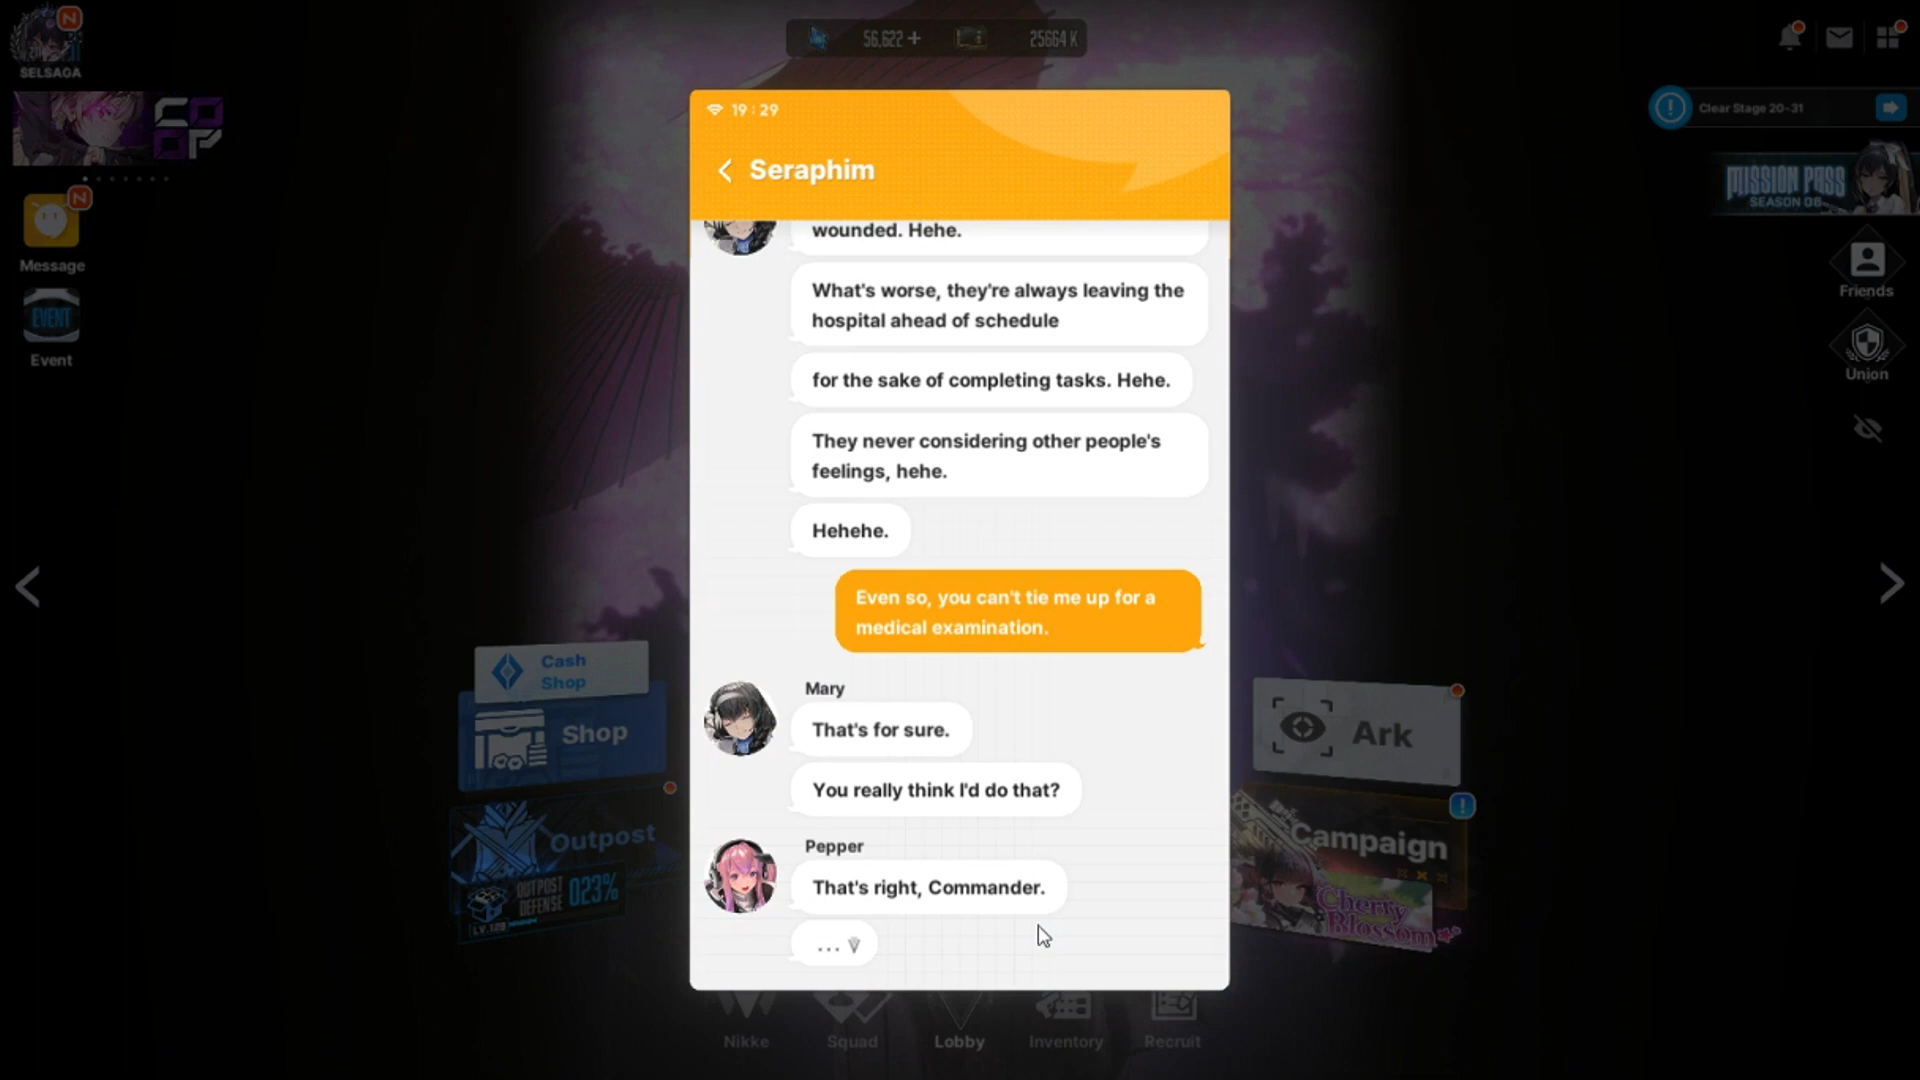 SELSAGA
N
56,622 +
25664 K
Clear Stage 20-31
CO
OP
MISSION PASS
SEASON 08
N
Message
EVENT
Event
Friends
Union
19:29
Seraphim
wounded. Hehe.
What's worse, they're always leaving the
hospital ahead of schedule
for the sake of completing tasks. Hehe.
They never considering other people's
feelings, hehe.
Hehehe.
Even so, you can't tie me up for a
medical examination.
Mary
That's for sure.
You really think I'd do that?
Pepper
That's right, Commander.
...
Cash
Shop
Shop
Outpost
OUTPOST
DEFENSE
023%
LV.128
Ark
Campaign
Cherry
Blossom
Nikke
Squad
Lobby
Inventory
Recruit